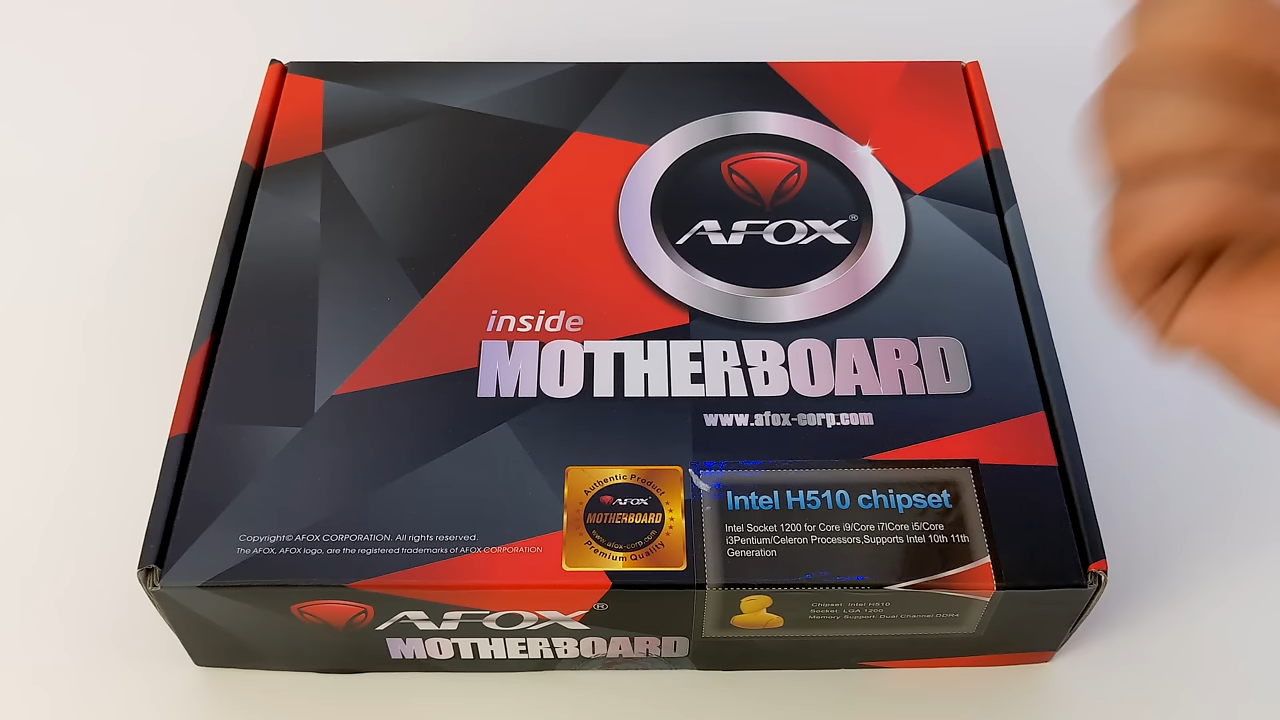 AFOX®
inside
MOTHERBOARD
www.afox-corp.com
Authentic Product
AFOX
MOTHERBOARD
www.afox-corp.com
Premium Quality
Intel H510 chipset
Intel Socket 1200 for Core i9/Core i7ICore i5/Core
i3Pentium/Celeron Processors,Supports Intel 10th 11th
Generation
Copyright© AFOX CORPORATION. All rights reserved.
The AFOX, AFOX logo, are the registered trademarks of AFOX CORPORATION
AFOX®
MOTHERBOARD
Chipset: Intel H510
Socket: LGA 1200
Memory Support: Dual Channel DDR4